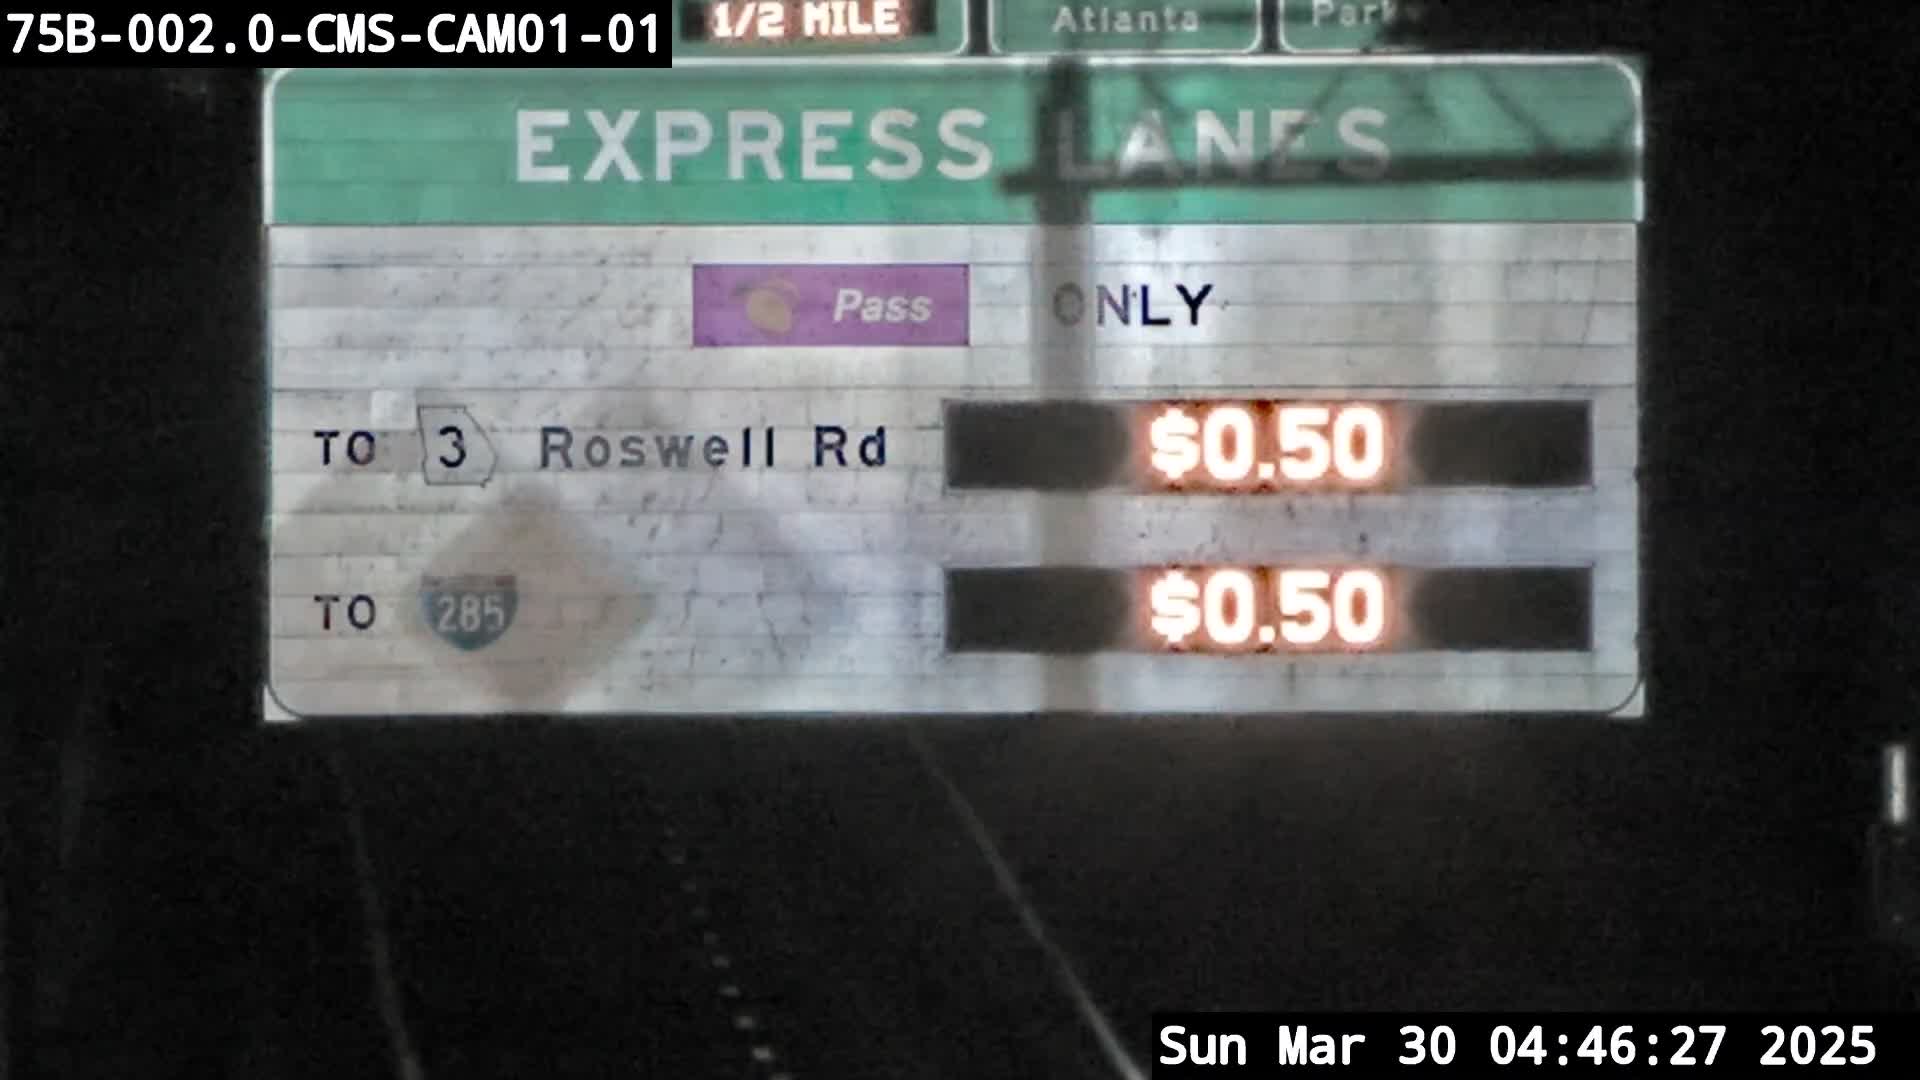 75B-002.0-CMS-CAM01-01
1/2 MILE
Atlanta
EXPRESS LANES
Pass ONLY
TO 3 Roswell Rd $0.50
TO 285 $0.50
Sun Mar 30 04:46:27 2025